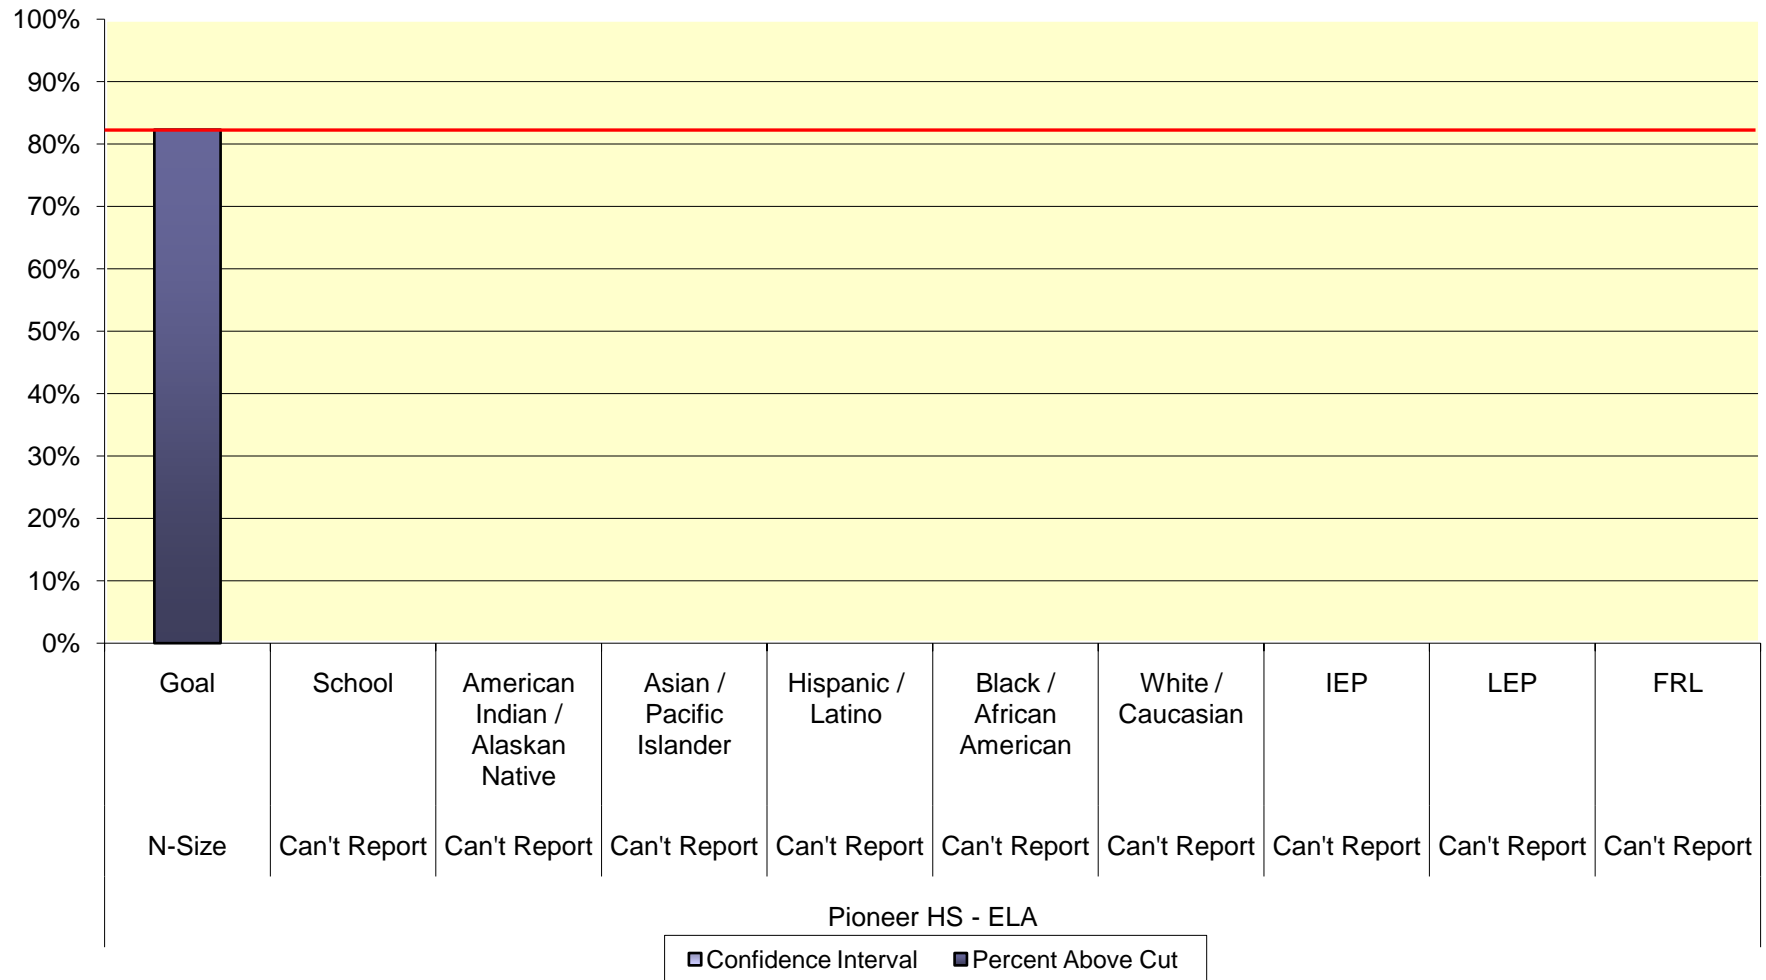 100%
90%
80%
70%
60%
50%
40%
30%
20%
10%
0%
Goal
School
American
Indian /
Alaskan
Native
Asian /
Pacific
Islander
Hispanic /
Latino
Black /
African
American
White /
Caucasian
IEP
LEP
FRL
N-Size
Can't Report
Can't Report
Can't Report
Can't Report
Can't Report
Can't Report
Can't Report
Can't Report
Can't Report
Pioneer HS - ELA
Confidence Interval
Percent Above Cut